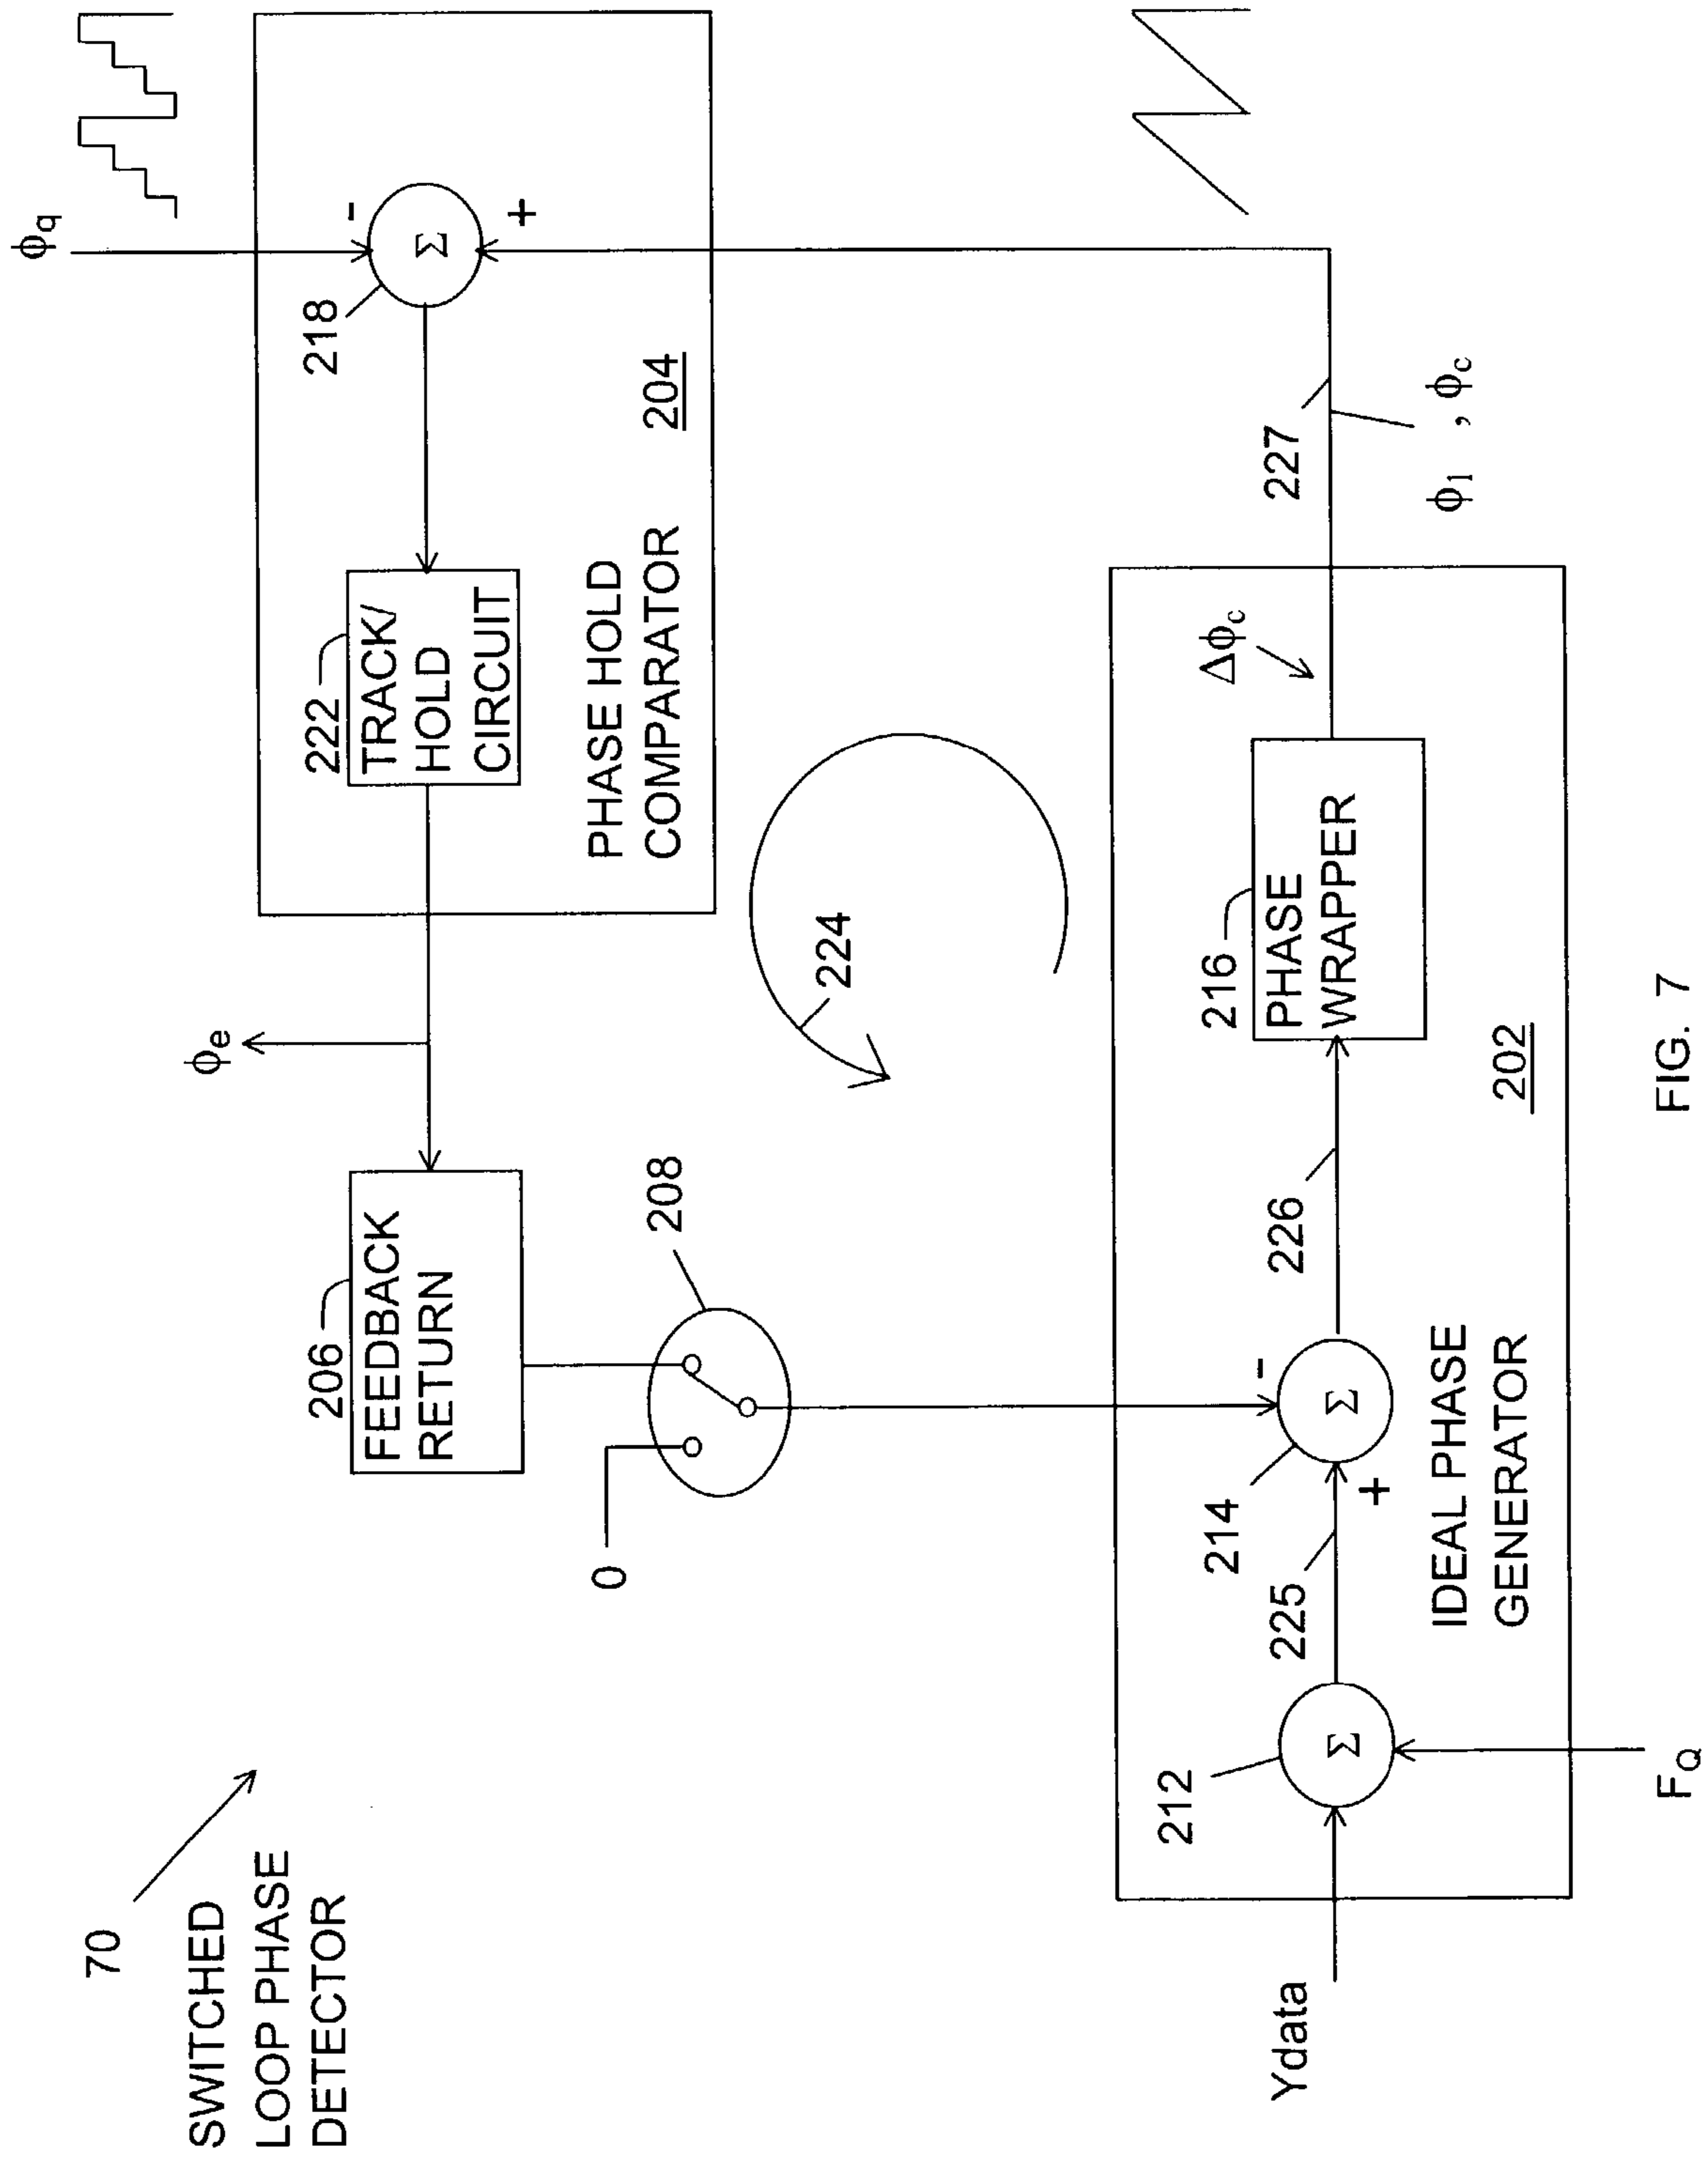 70
SWITCHED
LOOP PHASE
DETECTOR
206
FEEDBACK
RETURN
ϕe
222
TRACK/
HOLD
CIRCUIT
218
Σ
-
+
ϕq
PHASE HOLD
COMPARATOR
204
0
208
224
Ydata
212
Σ
FQ
225
214
Σ
+
-
226
216
PHASE
WRAPPER
Δϕc
227
ϕ1 , ϕc
IDEAL PHASE
GENERATOR
202
FIG. 7